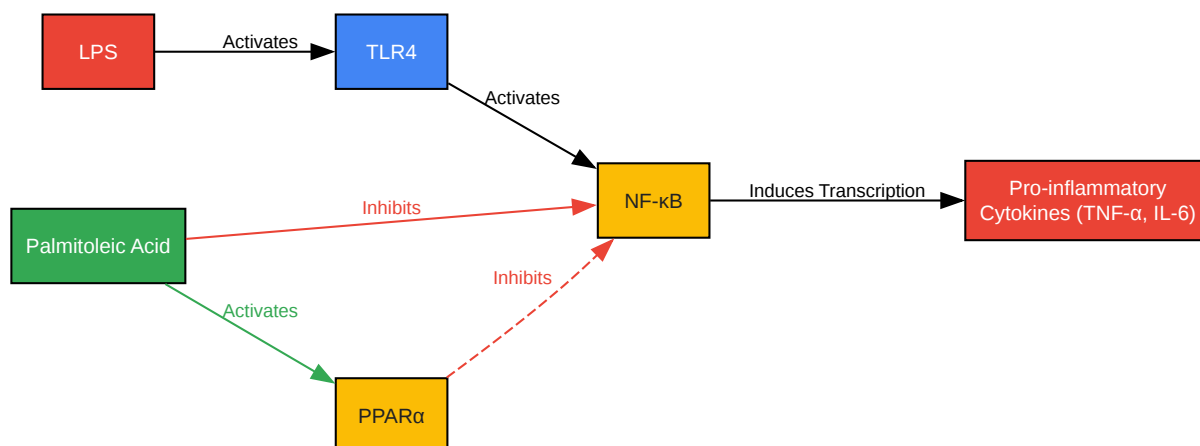 LPS
Activates
TLR4
Activates
NF-κB
Induces Transcription
Pro-inflammatory
Cytokines (TNF-α, IL-6)
Inhibits
Palmitoleic Acid
Inhibits
Activates
PPARα